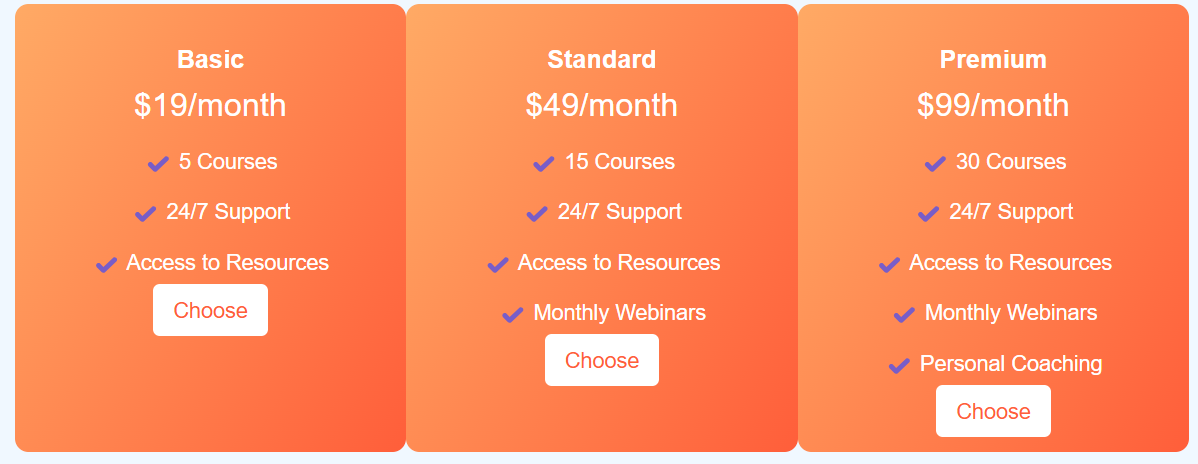 Basic
$19/month
5 Courses
24/7 Support
Access to Resources
Choose
Standard
$49/month
15 Courses
24/7 Support
Access to Resources
Monthly Webinars
Choose
Premium
$99/month
30 Courses
24/7 Support
Access to Resources
Monthly Webinars
Personal Coaching
Choose